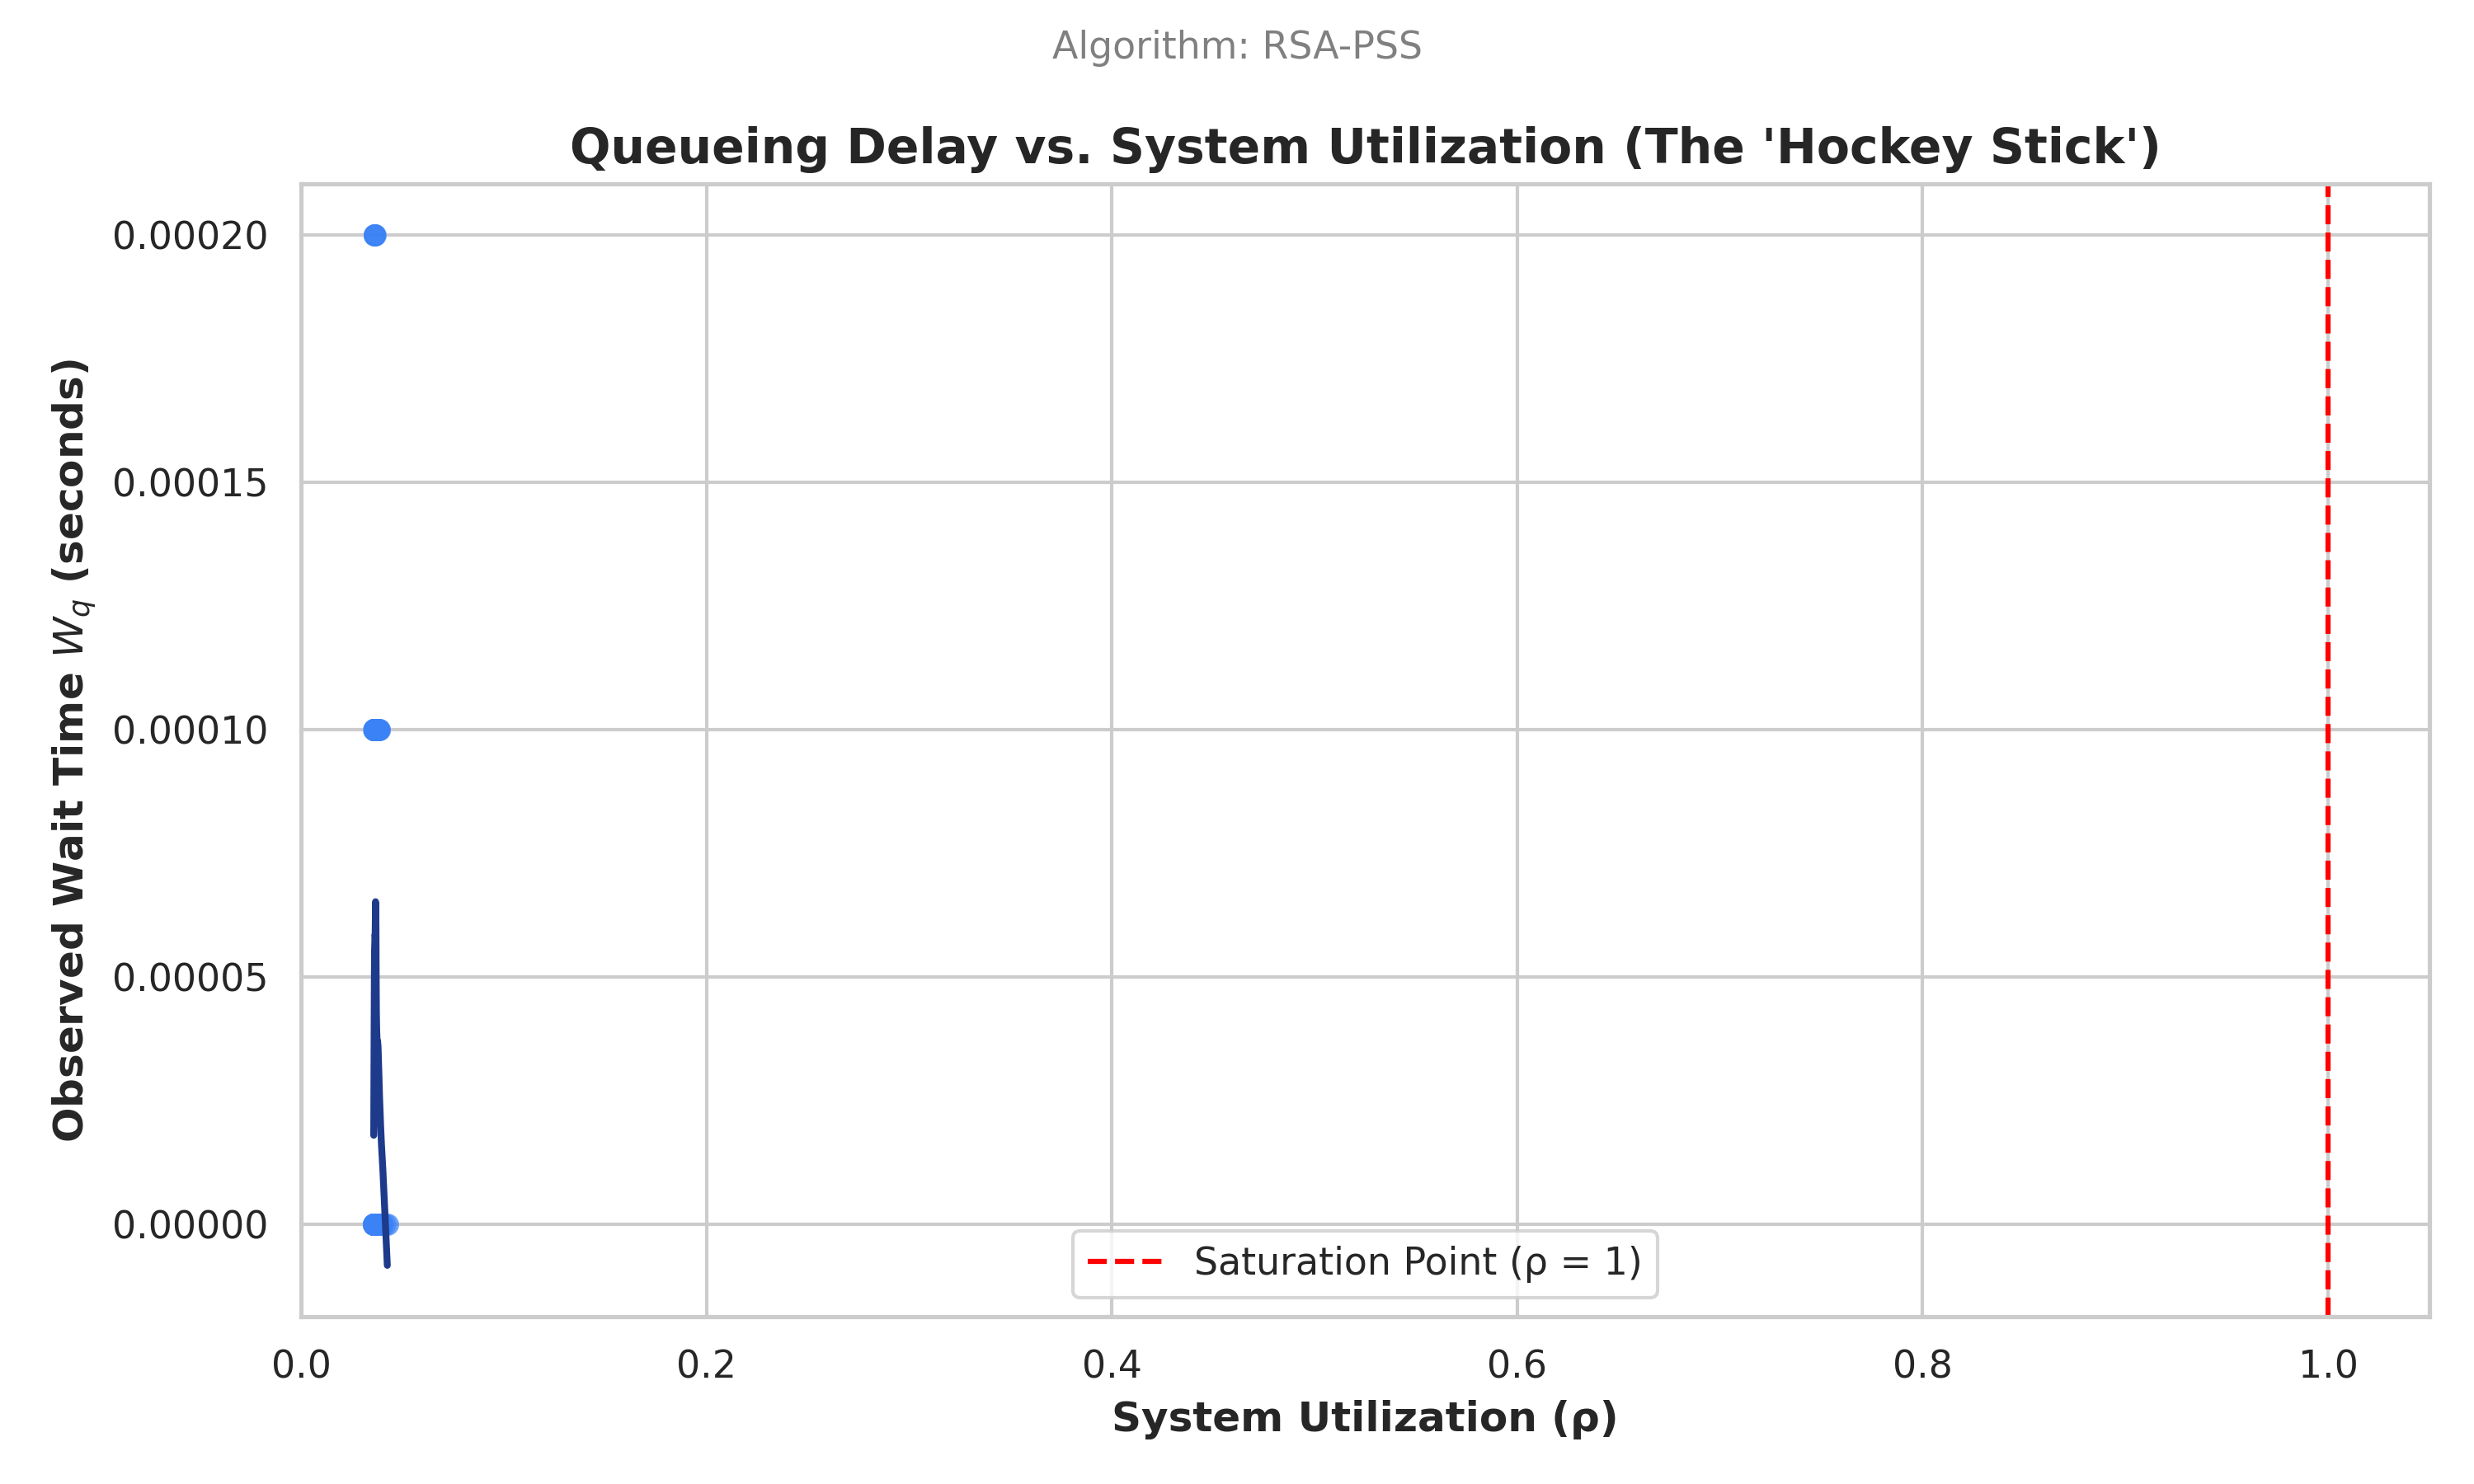 Algorithm: RSA-PSS
Queueing Delay vs. System Utilization (The 'Hockey Stick')
Observed Wait Time W_q (seconds)
0.00020
0.00015
0.00010
0.00005
0.00000
Saturation Point (ρ = 1)
0.0 0.2 0.4 0.6 0.8 1.0
System Utilization (ρ)